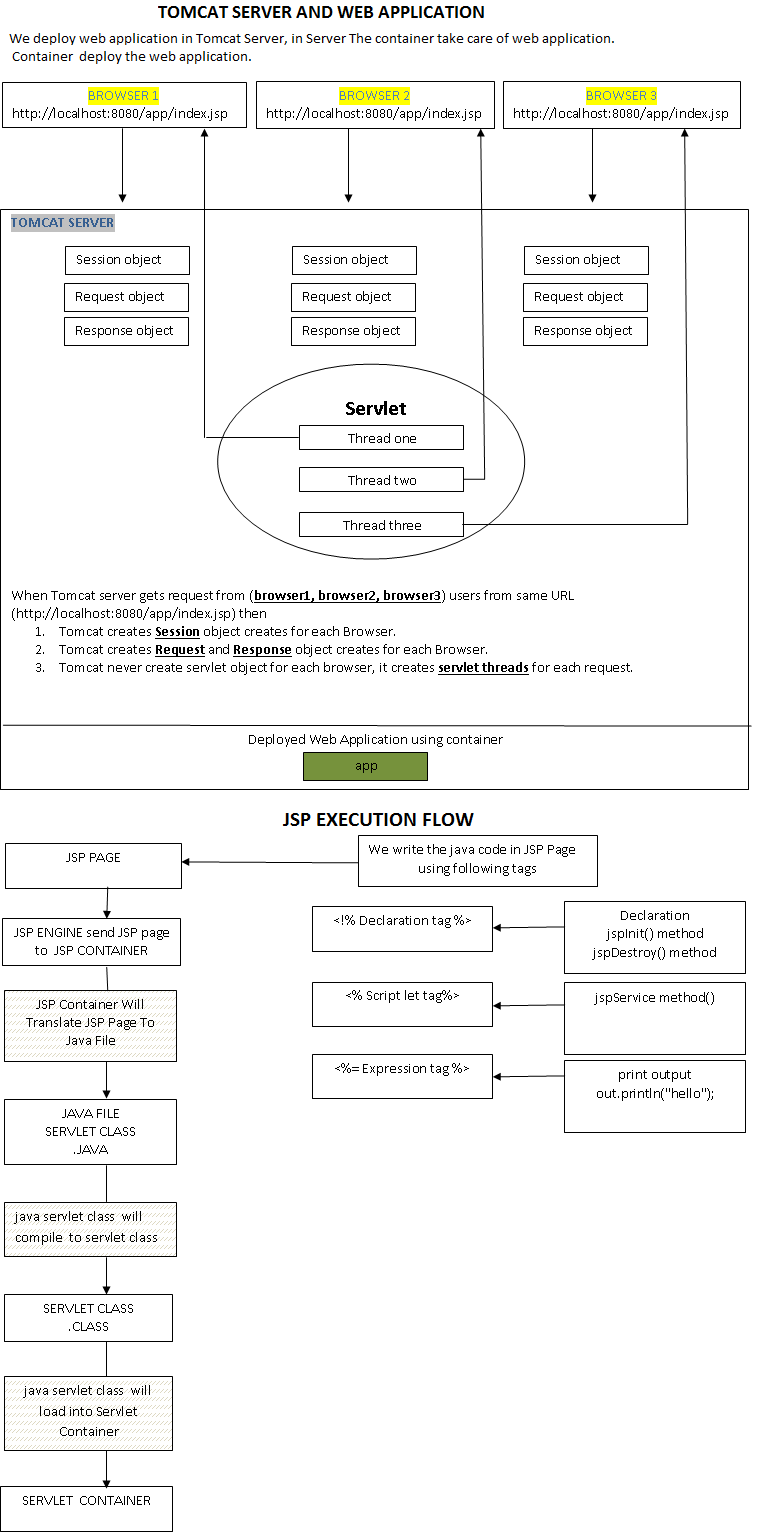 TOMCAT SERVER AND WEB APPLICATION
We deploy web application in Tomcat Server, in Server The container take care of web application.
Container deploy the web application.
BROWSER 1
http://localhost:8080/app/index.jsp
BROWSER 2
http://localhost:8080/app/index.jsp
BROWSER 3
http://localhost:8080/app/index.jsp
TOMCAT SERVER
Session object
Session object
Session object
Request object
Request object
Request object
Response object
Response object
Response object
Servlet
Thread one
Thread two
Thread three
When Tomcat server gets request from (browser1, browser2, browser3) users from same URL
(http://localhost:8080/app/index.jsp) then
1. Tomcat creates Session object creates for each Browser.
2. Tomcat creates Request and Response object creates for each Browser.
3. Tomcat never create servlet object for each browser, it creates servlet threads for each request.
Deployed Web Application using container
app
JSP EXECUTION FLOW
JSP PAGE
We write the java code in JSP Page
using following tags
JSP ENGINE send JSP page
to JSP CONTAINER
<!% Declaration tag %>
Declaration
jspInit() method
jspDestroy() method
JSP Container Will
Translate JSP Page To
Java File
<% Script let tag%>
jspService method()
<%= Expression tag %>
print output
out.println("hello");
JAVA FILE
SERVLET CLASS
.JAVA
java servlet class will
compile to servlet class
SERVLET CLASS
.CLASS
java servlet class will
load into Servlet
Container
SERVLET CONTAINER